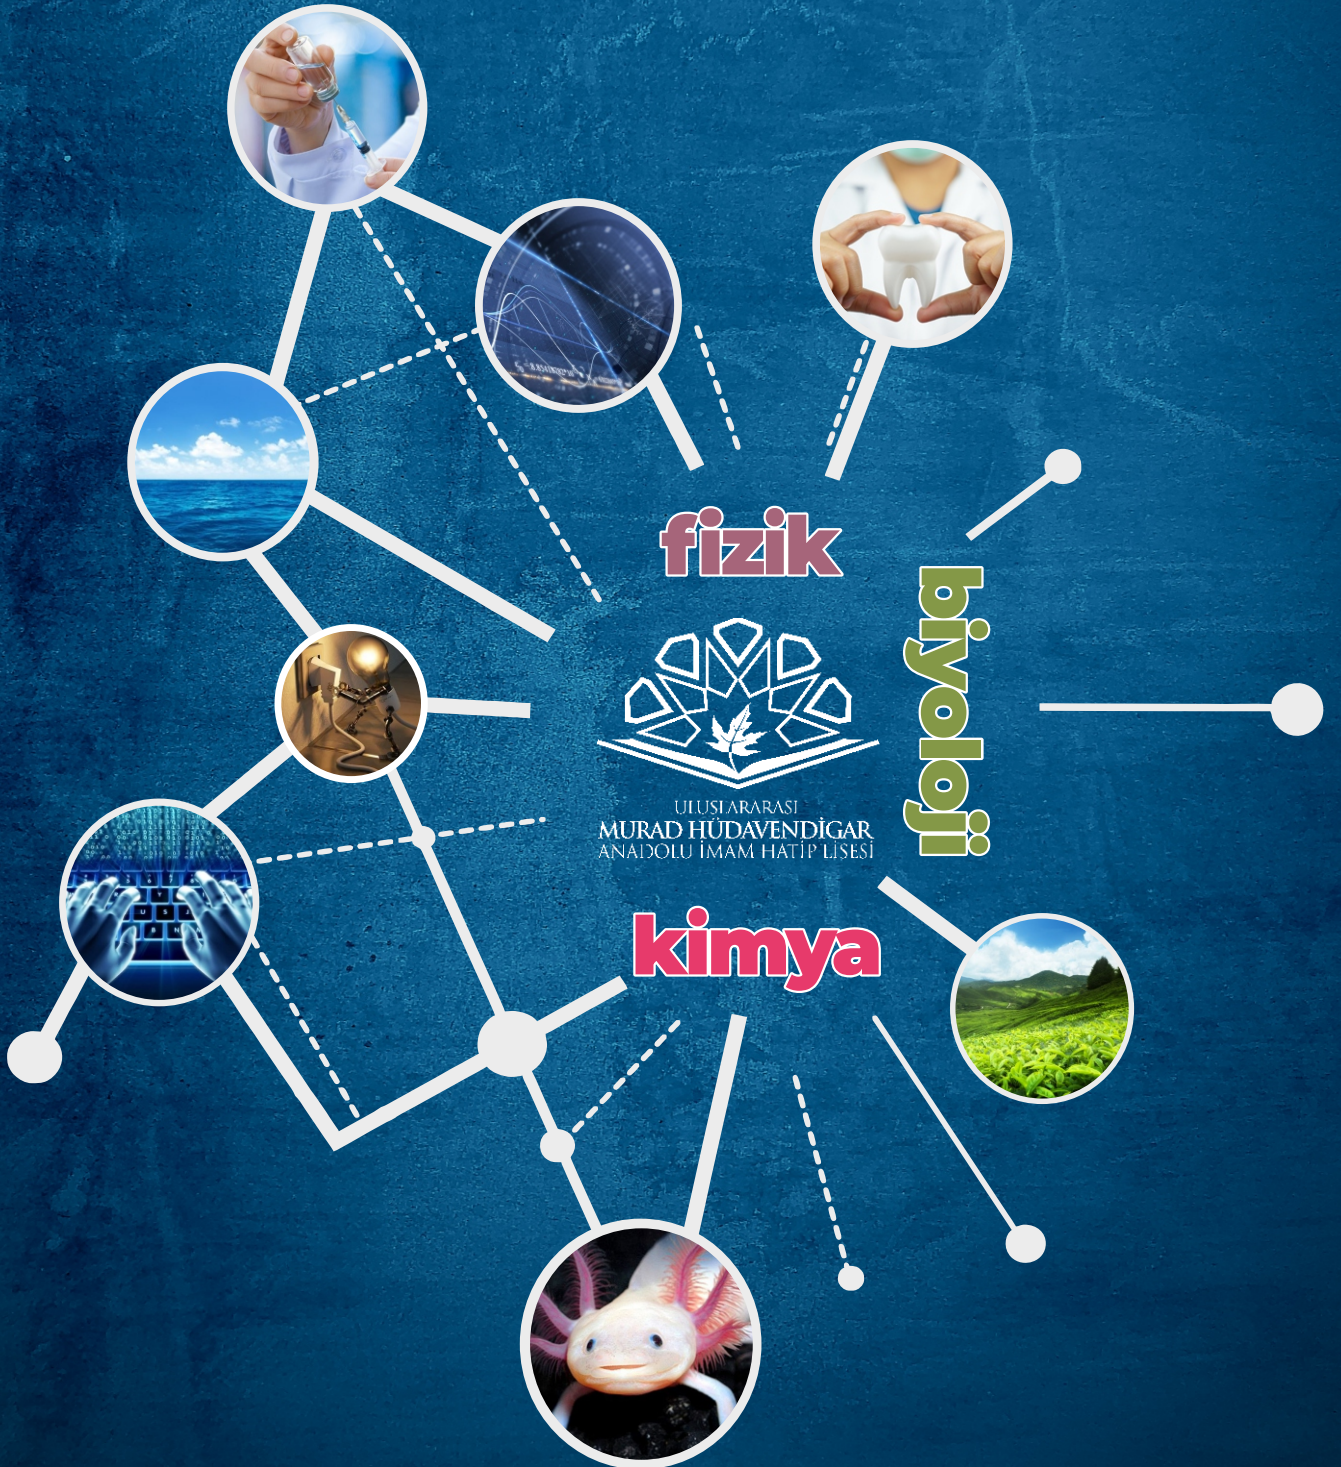 fizik
biyoloji
ULUSLARARASI
MURAD HÜDAVENDİGAR
ANADOLU İMAM HATİP LİSESİ
kimya